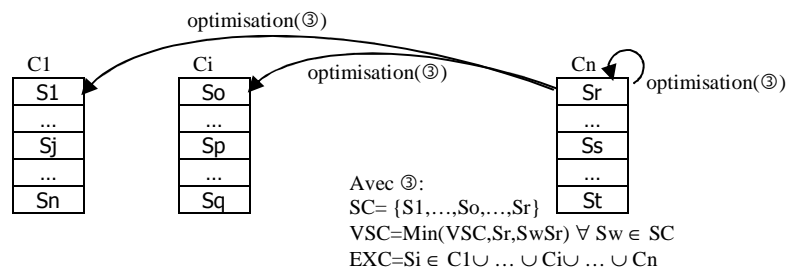 optimisation(③)
C1
Ci
Cn
optimisation(③)
optimisation(③)
S1
So
Sr
...
...
...
Sj
Sp
Ss
...
...
...
Sn
Sq
St
Avec ③:
SC= {S1,…,So,…,Sr}
VSC=Min(VSC,Sr,SwSr) ∀ Sw ∈ SC
EXC=Si ∈ C1∪ … ∪ Ci∪ … ∪ Cn